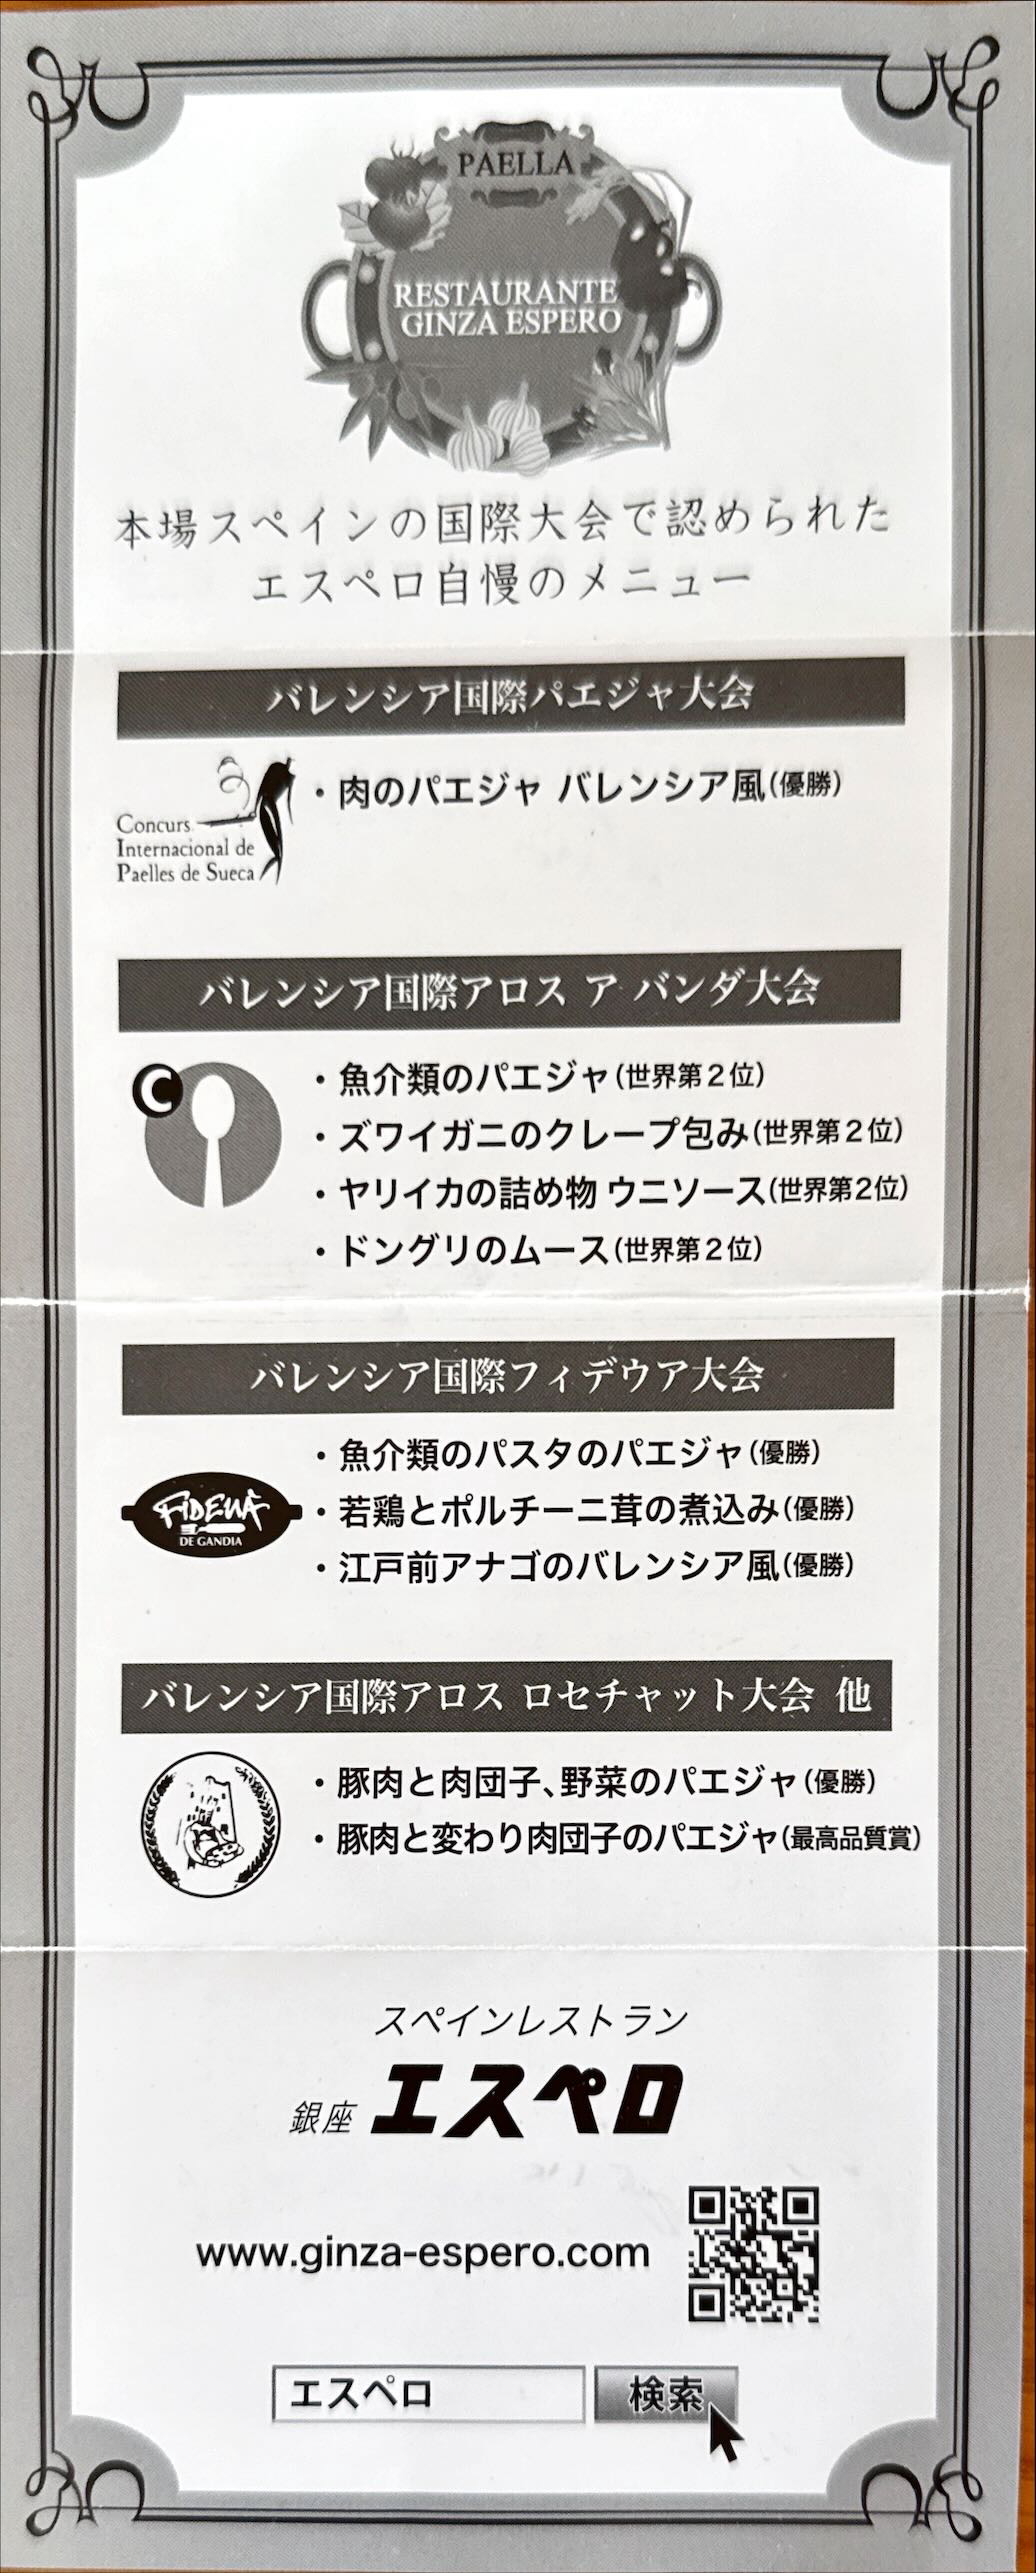 PAELLA
RESTAURANTE
GINZA ESPERO
本場スペインの国際大会で認められた
エスペロ自慢のメニュー
バレンシア国際パエジャ大会
・肉のパエジャ バレンシア風(優勝)
Concurs
Internacional de
Paelles de Sueca
バレンシア国際アロス ア バンダ大会
C
・魚介類のパエジャ(世界第2位)
・ズワイガニのクレープ包み(世界第2位)
・ヤリイカの詰め物 ウニソース(世界第2位)
・ドングリのムース(世界第2位)
バレンシア国際フィデウア大会
FIDEUÀ
DE GANDIA
・魚介類のパスタのパエジャ(優勝)
・若鶏とポルチーニ茸の煮込み(優勝)
・江戸前アナゴのバレンシア風(優勝)
バレンシア国際アロス ロセチャット大会 他
・豚肉と肉団子、野菜のパエジャ(優勝)
・豚肉と変わり肉団子のパエジャ(最高品質賞)
スペインレストラン
銀座 エスペロ
www.ginza-espero.com
エスペロ 検索